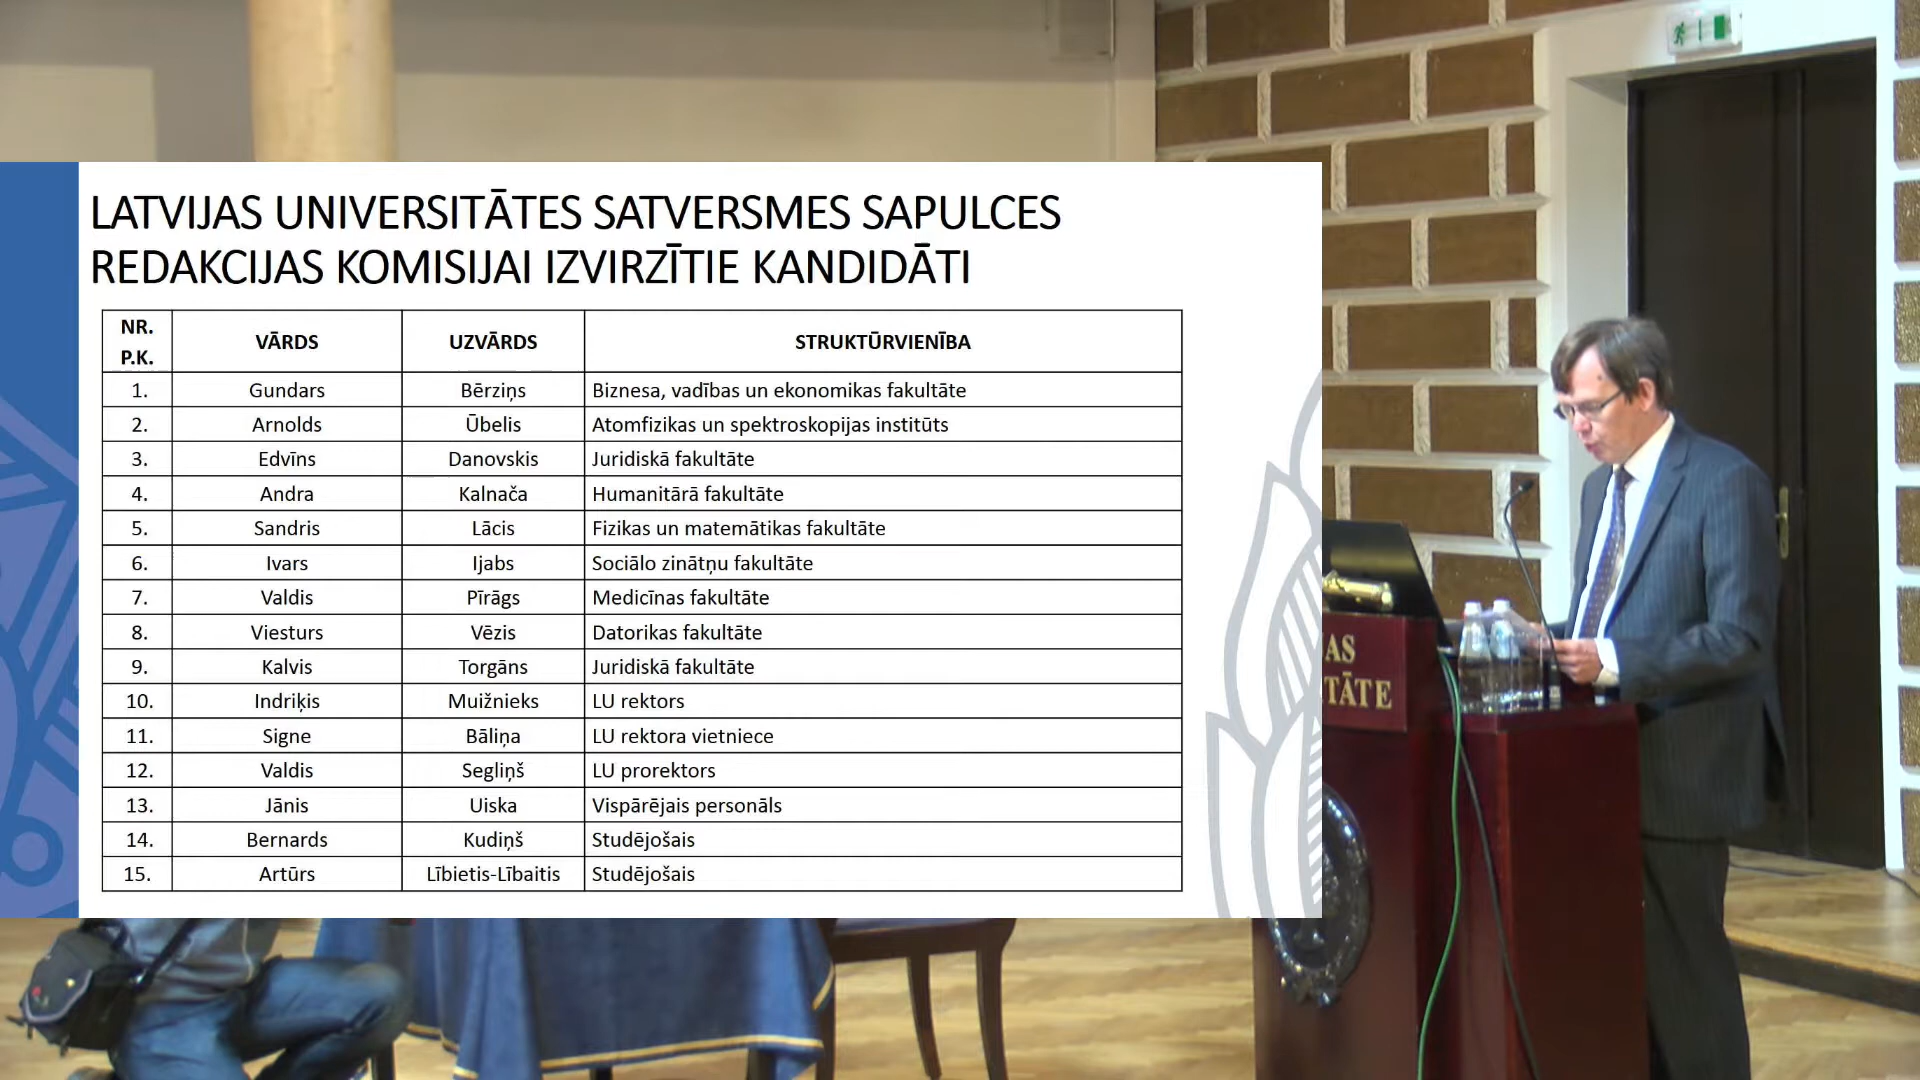 LATVIJAS UNIVERSITĀTES SATVERSMES SAPULCES
REDAKCIJAS KOMISIJAI IZVIRZĪTIE KANDIDĀTI
NR. P.K. VĀRDS UZVĀRDS STRUKTŪRVIENĪBA
1. Gundars Bērziņs Biznesa, vadības un ekonomikas fakultāte
2. Arnolds Ūbelis Atomfizikas un spektroskopijas institūts
3. Edvīns Danovskis Juridiskā fakultāte
4. Andra Kalnača Humanitārā fakultāte
5. Sandris Lācis Fizikas un matemātikas fakultāte
6. Ivars Ijabs Sociālo zinātņu fakultāte
7. Valdis Pīrāgs Medicīnas fakultāte
8. Viesturs Vēzis Datorikas fakultāte
9. Kalvis Torgāns Juridiskā fakultāte
10. Indriķis Muižnieks LU rektors
11. Signe Bāliņa LU rektora vietniece
12. Valdis Segliņš LU prorektors
13. Jānis Uiska Vispārējais personāls
14. Bernards Kudiņš Studējošais
15. Artūrs Lībietis-Lībaitis Studējošais
AS
TĀTE